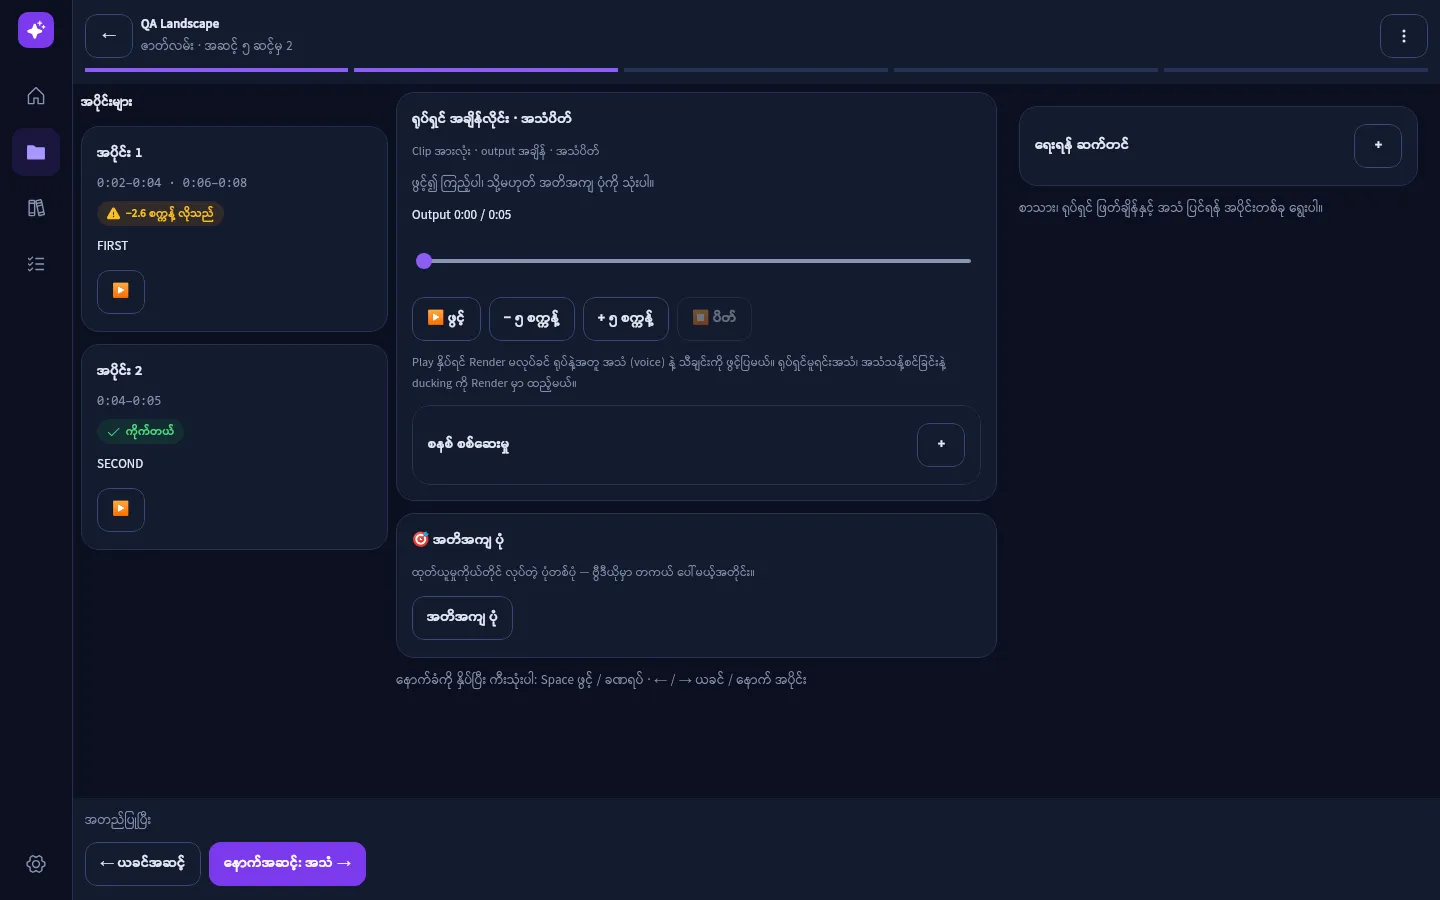 QA Landscape
ဇာတ်လမ်း · အဆင့် ၅ ဆင့်မှ 2
အပိုင်းများ
အပိုင်း 1
0:02–0:04 · 0:06–0:08
−2.6 စက္ကန့် လိုသည်
FIRST
အပိုင်း 2
0:04–0:05
ကိုက်တယ်
SECOND
ရုပ်ရှင် အချိန်လိုင်း · အသံပိတ်
Clip အားလုံး · output အချိန် · အသံပိတ်
ဖွင့်၍ ကြည့်ပါ၊ သို့မဟုတ် အတိအကျ ပုံကို သုံးပါ။
Output 0:00 / 0:05
ဖွင့်
− ၅ စက္ကန့်
+ ၅ စက္ကန့်
ပိတ်
Play နှိပ်ရင် Render မလုပ်ခင် ရုပ်နဲ့အတူ အသံ (voice) နဲ့ သီချင်းကို ဖွင့်ပြမယ်။ ရုပ်ရှင်မူရင်းအသံ၊ အသံသန့်စင်ခြင်းနဲ့
ducking ကို Render မှာ ထည့်မယ်။
စနစ် စစ်ဆေးမှု
+
အတိအကျ ပုံ
ထုတ်ယူမှုကိုယ်တိုင် လုပ်တဲ့ ပုံတစ်ပုံ — ဗွီဒီယိုမှာ တကယ် ပေါ်မယ့်အတိုင်း။
အတိအကျ ပုံ
နောက်ခံကို နှိပ်ပြီး ကီးသုံးပါ: Space ဖွင့် / ခဏရပ် · ← / → ယခင် / နောက် အပိုင်း
ရေးရန် ဆက်တင်
+
စာသား၊ ရုပ်ရှင် ဖြတ်ချိန်နှင့် အသံ ပြင်ရန် အပိုင်းတစ်ခု ရွေးပါ။
အတည်ပြုပြီး
← ယခင်အဆင့်
နောက်အဆင့်: အသံ →